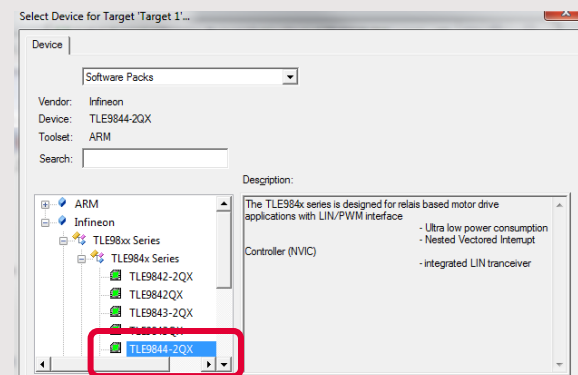 Select Device for Target 'Target 1'...
Device
Software Packs
Vendor: Infineon
Device: TLE9844-2QX
Toolset: ARM
Search:
Description:
ARM
Infineon
TLE98xx Series
TLE984x Series
TLE9842-2QX
TLE9842QX
TLE9843-2QX
TLE9843QX
TLE9844-2QX
The TLE984x series is designed for relais based motor drive
applications with LIN/PWM interface
- Ultra low power consumption
- Nested Vectored Interrupt
Controller (NVIC)
- integrated LIN tranceiver